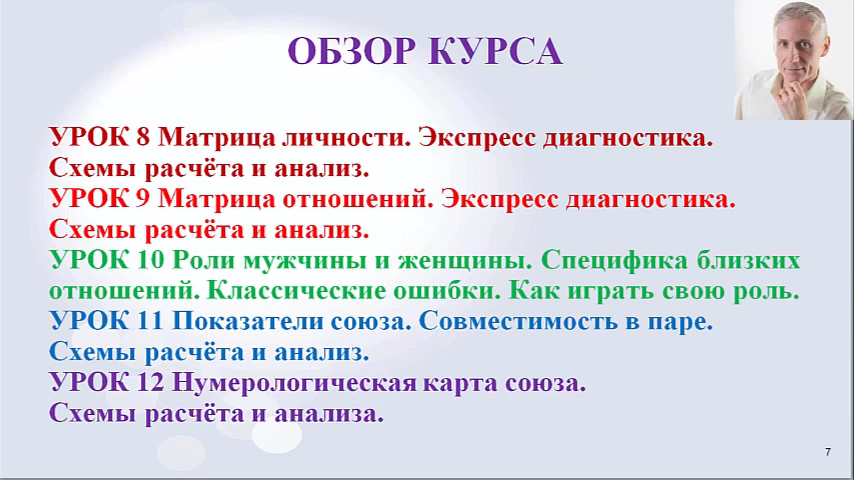 ОБЗОР КУРСА
УРОК 8 Матрица личности. Экспресс диагностика.
Схемы расчёта и анализ.
УРОК 9 Матрица отношений. Экспресс диагностика.
Схемы расчёта и анализ.
УРОК 10 Роли мужчины и женщины. Специфика близких
отношений. Классические ошибки. Как играть свою роль.
УРОК 11 Показатели союза. Совместимость в паре.
Схемы расчёта и анализ.
УРОК 12 Нумерологическая карта союза.
Схемы расчёта и анализа.
7